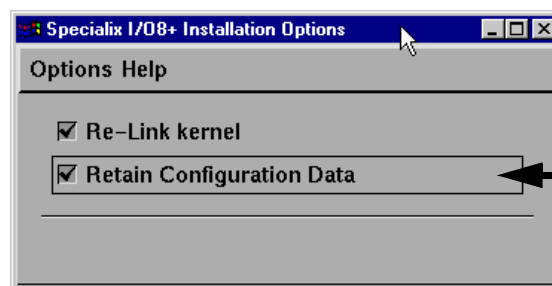 Specialix I/O8+ Installation Options
Options Help
Re-Link kernel
Retain Configuration Data